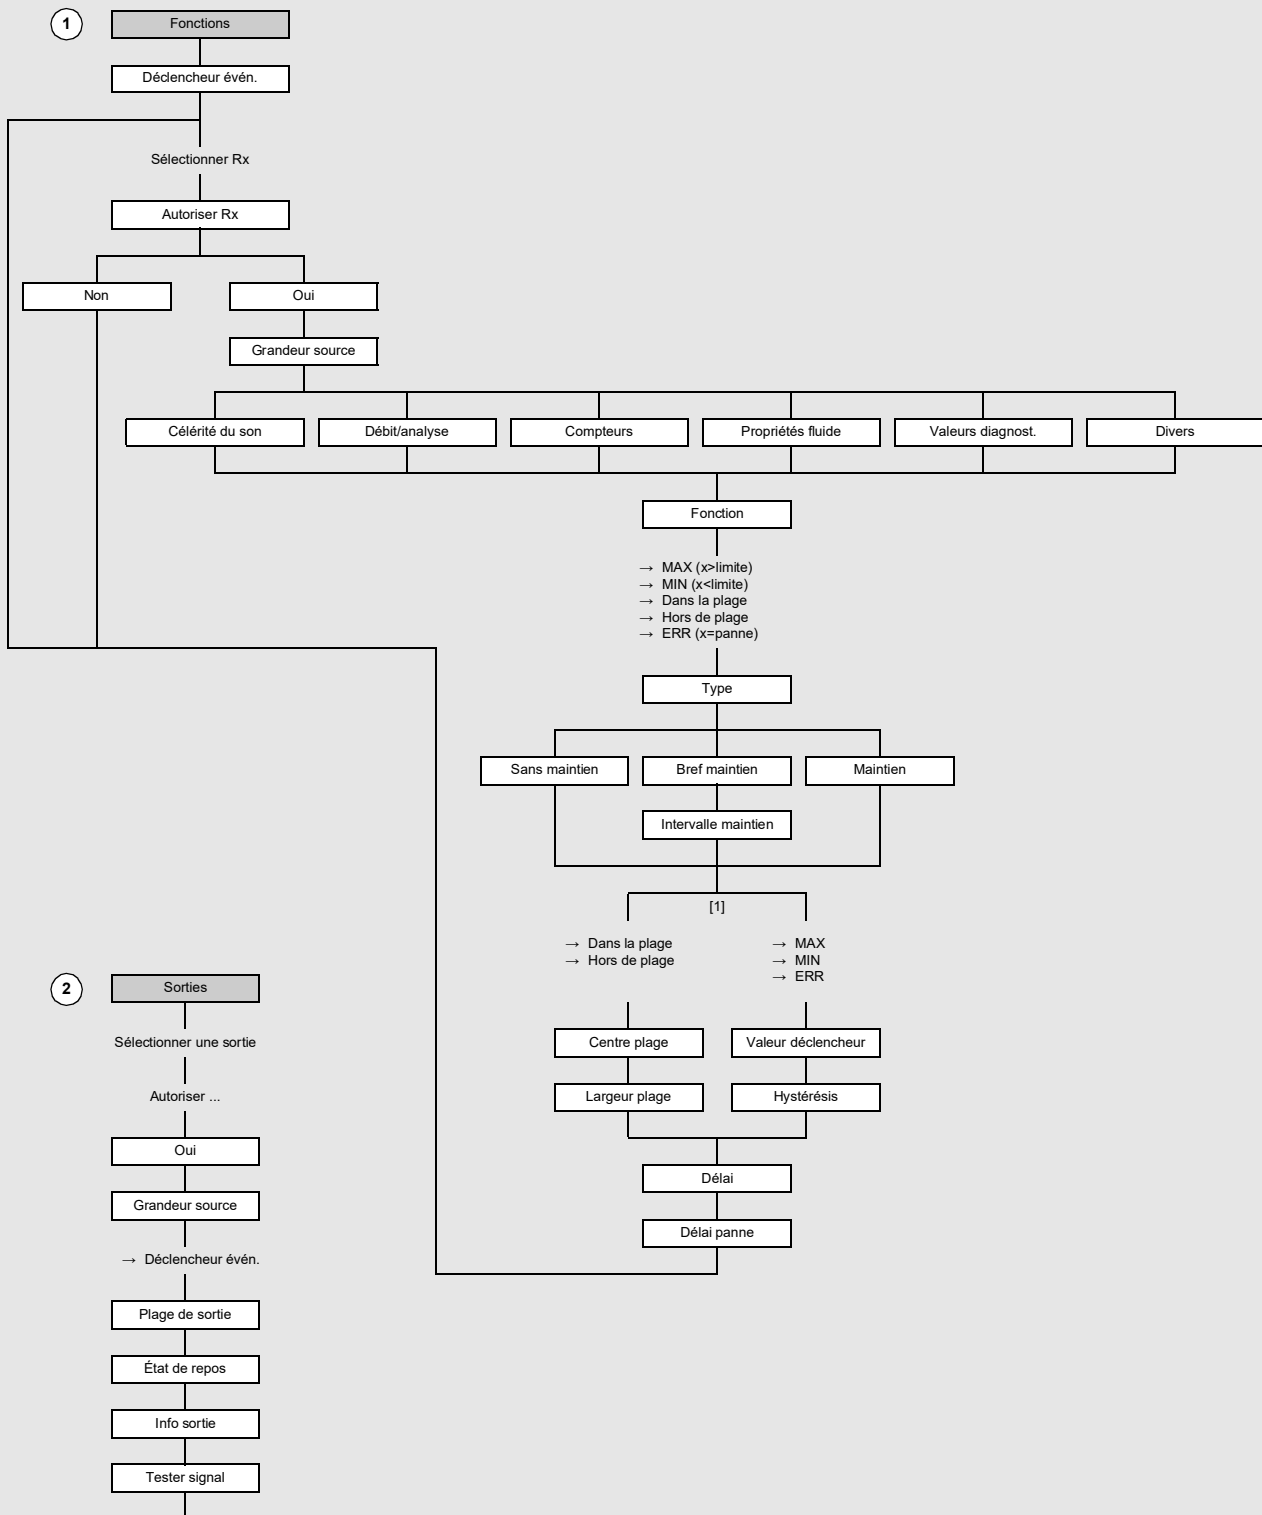 1
Fonctions
Déclencheur évén.
Sélectionner Rx
Autoriser Rx
Non
Oui
Grandeur source
Célérité du son
Débit/analyse
Compteurs
Propriétés fluide
Valeurs diagnost.
Divers
Fonction
→ MAX (x>limite)
→ MIN (x<limite)
→ Dans la plage
→ Hors de plage
→ ERR (x=panne)
Type
Sans maintien
Bref maintien
Maintien
Intervalle maintien
[1]
→ Dans la plage
→ Hors de plage
→ MAX
→ MIN
→ ERR
Centre plage
Valeur déclencheur
Largeur plage
Hystérésis
Délai
Délai panne
2
Sorties
Sélectionner une sortie
Autoriser ...
Oui
Grandeur source
→ Déclencheur évén.
Plage de sortie
État de repos
Info sortie
Tester signal